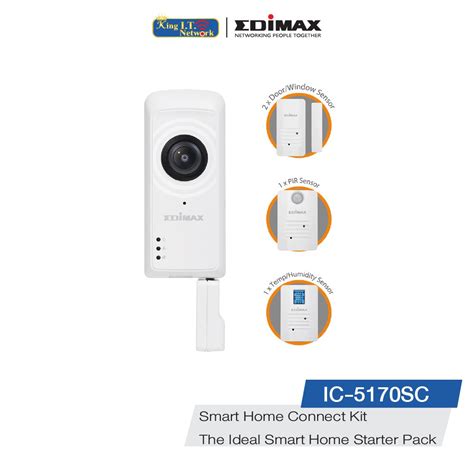 King I.T.
Network
EDIMAX
NETWORKING PEOPLE TOGETHER
2 x Door/Window Sensor
1 x PIR Sensor
1 x Temp/Humidity Sensor
EDIMAX
IC-5170SC
Smart Home Connect Kit
The Ideal Smart Home Starter Pack